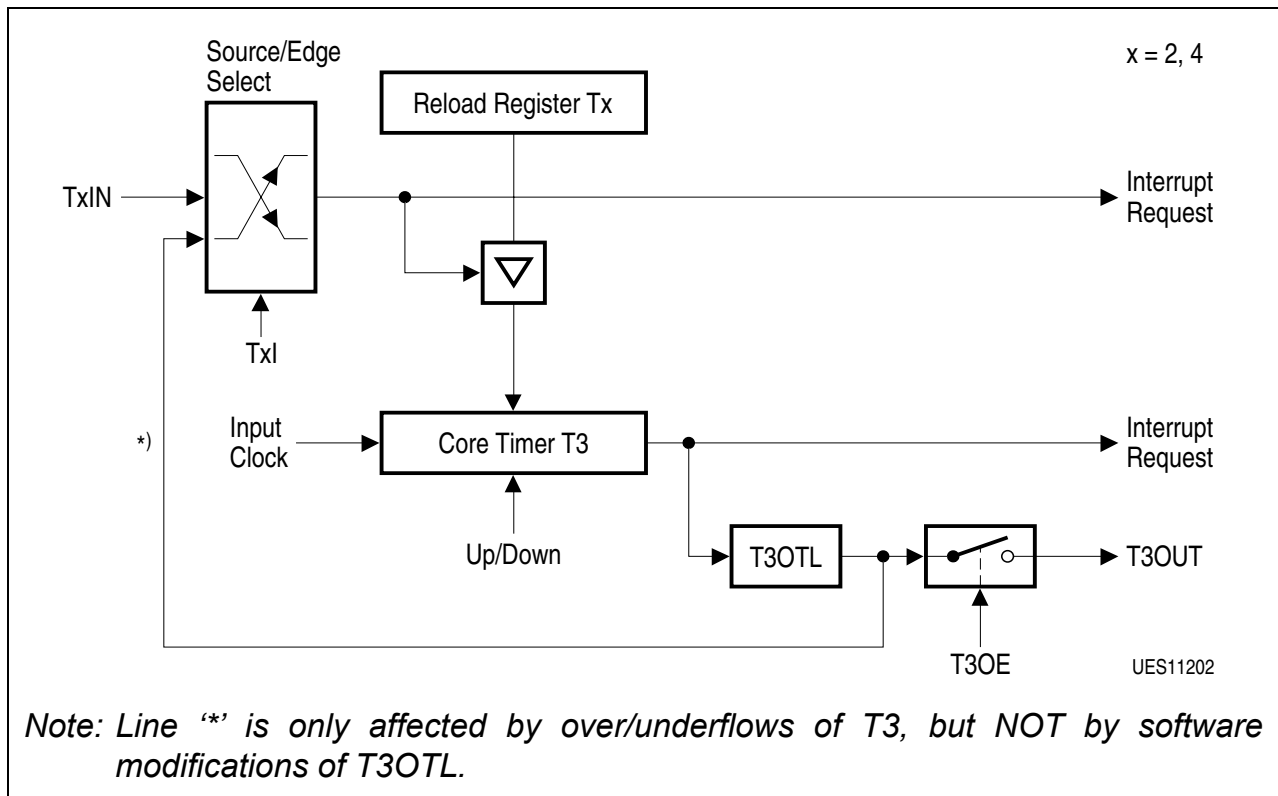 Source/Edge
Select
x = 2, 4
Reload Register Tx
TxIN
Interrupt
Request
TxI
*)
Input
Clock
Core Timer T3
Interrupt
Request
Up/Down
T3OTL
T3OUT
T3OE
UES11202
Note: Line ‘*’ is only affected by over/underflows of T3, but NOT by software
modifications of T3OTL.